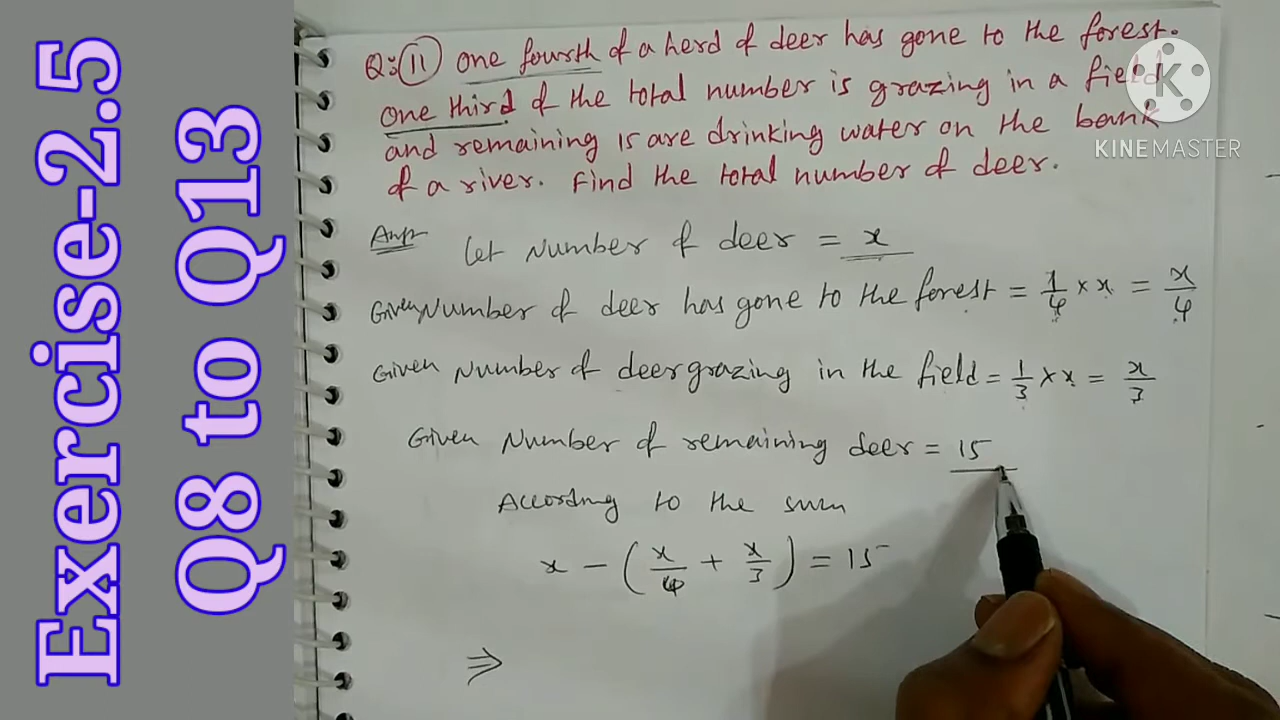 Exercise-2.5
Q8 to Q13
Q:11 One fourth of a herd of deer has gone to the forest.
One third of the total number is grazing in a field
and remaining 15 are drinking water on the bank
of a river. Find the total number of deer.
KINEMASTER
Ans Let Number of deer = x
Given Number of deer has gone to the forest = 1/4 × x = x/4
Given Number of deer grazing in the field = 1/3 × x = x/3
Given Number of remaining deer = 15
According to the sum
x − (x/4 + x/3) = 15
⇒